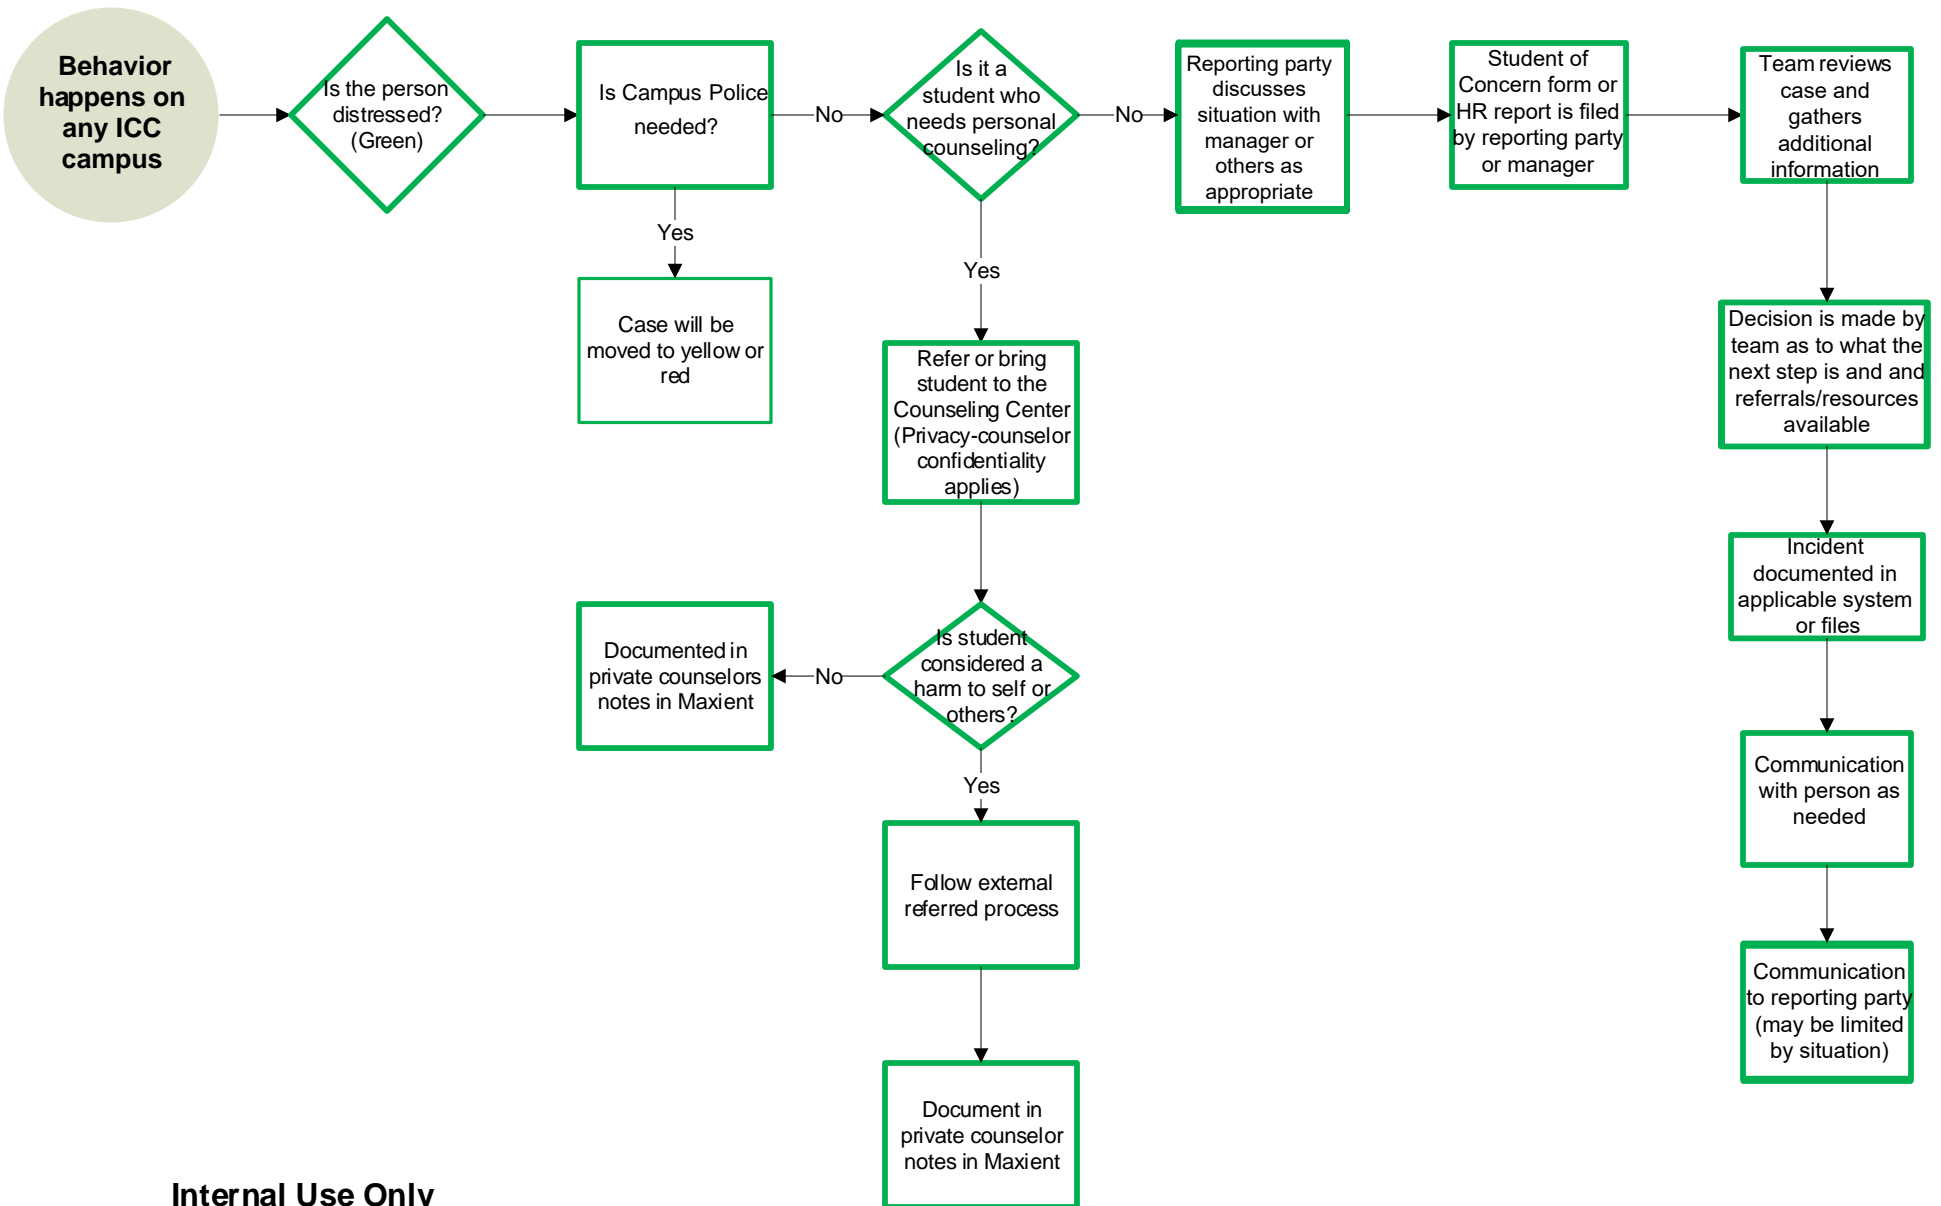 Behavior
happens on
any ICC
campus
Is the person
distressed?
(Green)
Is Campus Police
needed?
No
Is it a
student who
needs personal
counseling?
No
Reporting party
discusses
situation with
manager or
others as
appropriate
Student of
Concern form or
HR report is filed
by reporting party
or manager
Team reviews
case and
gathers
additional
information
Yes
Case will be
moved to yellow or
red
Yes
Refer or bring
student to the
Counseling Center
(Privacy-counselor
confidentiality
applies)
Decision is made by
team as to what the
next step is and and
referrals/resources
available
Incident
documented in
applicable system
or files
Documented in
private counselors
notes in Maxient
No
Is student
considered a
harm to self or
others?
Yes
Communication
with person as
needed
Follow external
referred process
Communication
to reporting party
(may be limited
by situation)
Document in
private counselor
notes in Maxient
Internal Use Only